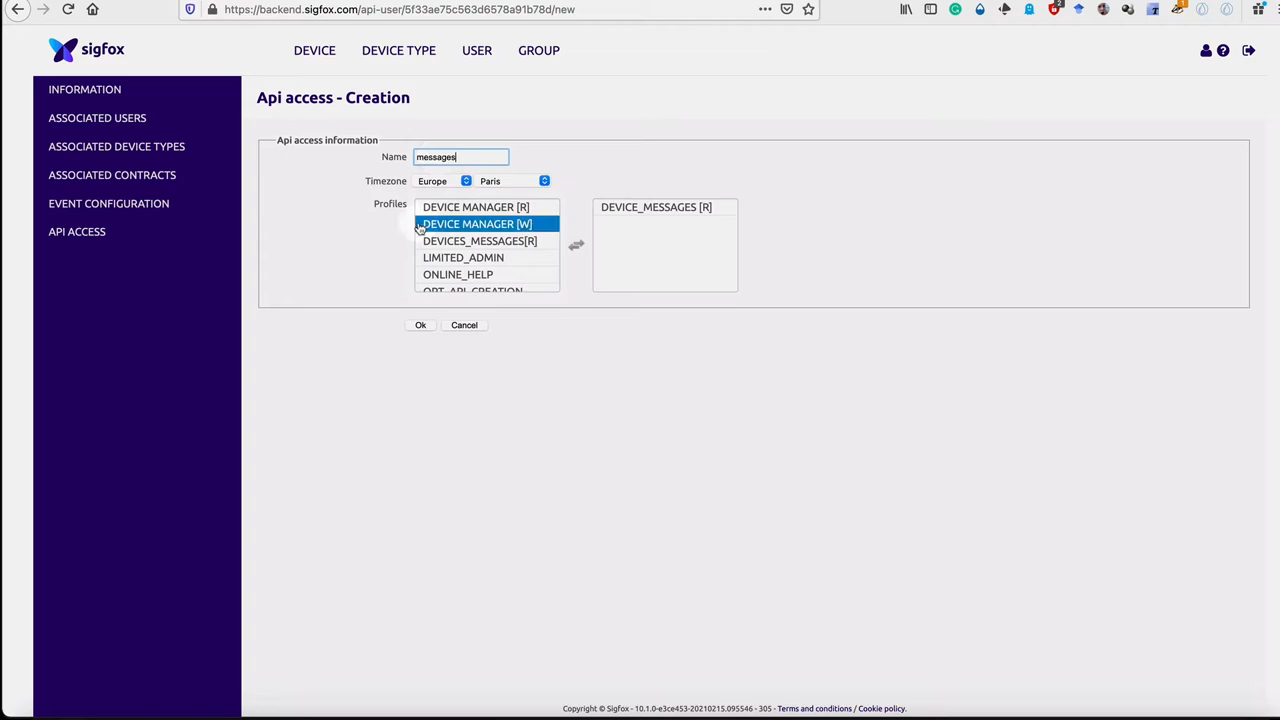 https://backend.sigfox.com/api-user/5f33ae75c563d6578a91b78d/new
sigfox
DEVICE DEVICE TYPE USER GROUP
INFORMATION
ASSOCIATED USERS
ASSOCIATED DEVICE TYPES
ASSOCIATED CONTRACTS
EVENT CONFIGURATION
API ACCESS
Api access - Creation
Api access information
Name messages
Timezone Europe Paris
Profiles
DEVICE MANAGER [R]
DEVICE MANAGER [W]
DEVICES_MESSAGES[R]
LIMITED_ADMIN
ONLINE_HELP
OPT_API_CREATION
DEVICE_MESSAGES [R]
Ok Cancel
Copyright © Sigfox - 10.1.0-e3ce453-20210215.095546 - 305 - Terms and conditions / Cookie policy.